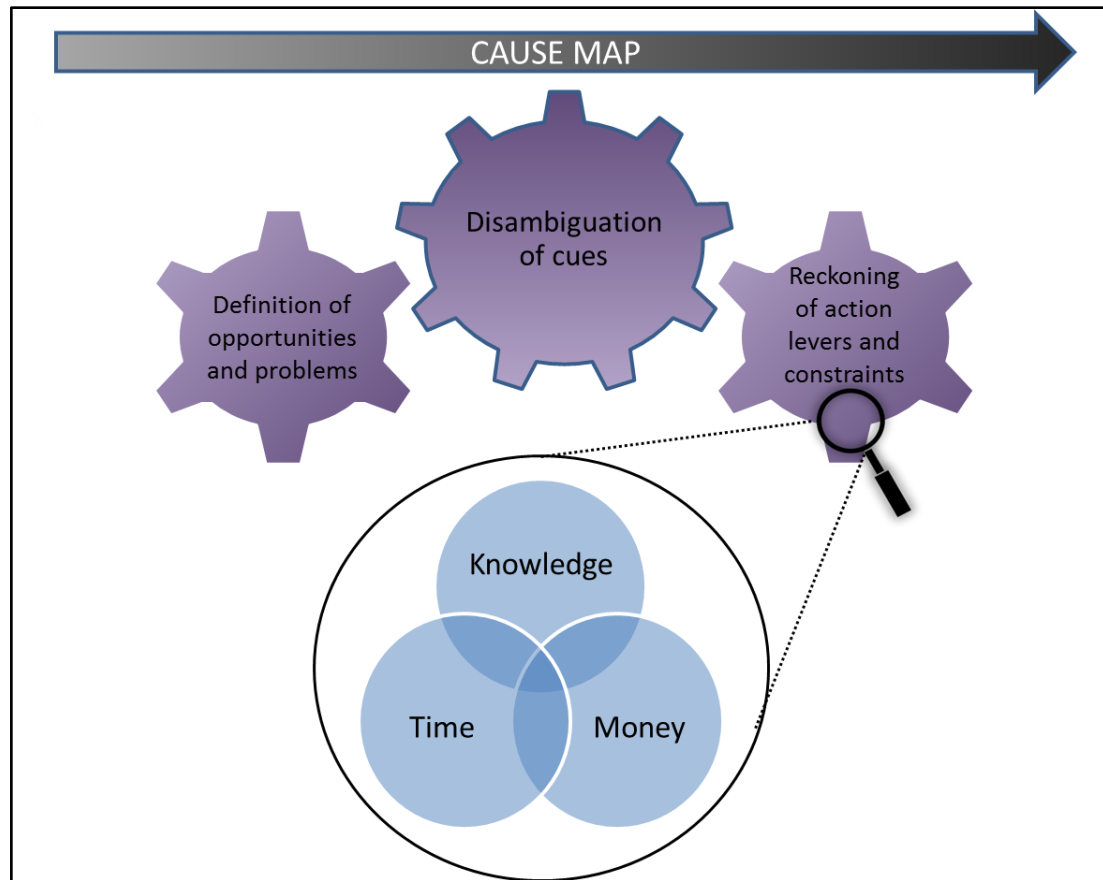 CAUSE MAP
Disambiguation
of cues
Definition of
opportunities
and problems
Reckoning
of action
levers and
constraints
Knowledge
Time
Money